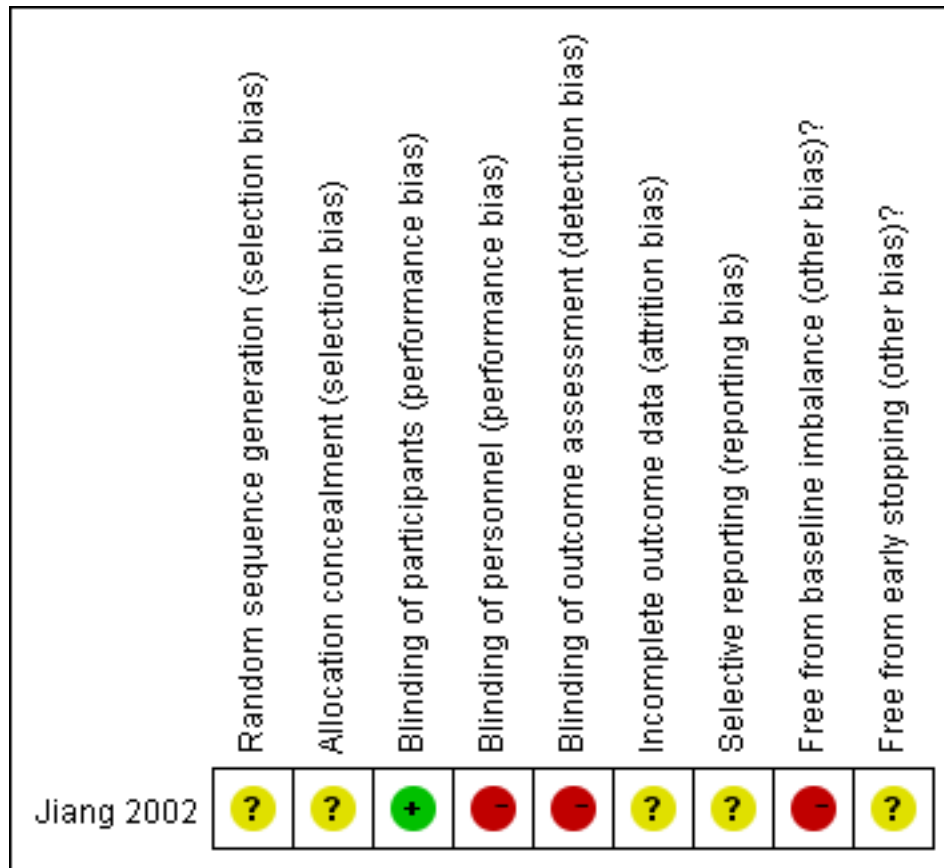 Random sequence generation (selection bias)
Allocation concealment (selection bias)
Blinding of participants (performance bias)
Blinding of personnel (performance bias)
Blinding of outcome assessment (detection bias)
Incomplete outcome data (attrition bias)
Selective reporting (reporting bias)
Free from baseline imbalance (other bias)?
Free from early stopping (other bias)?
Jiang 2002 ? ? + - - ? ? - ?